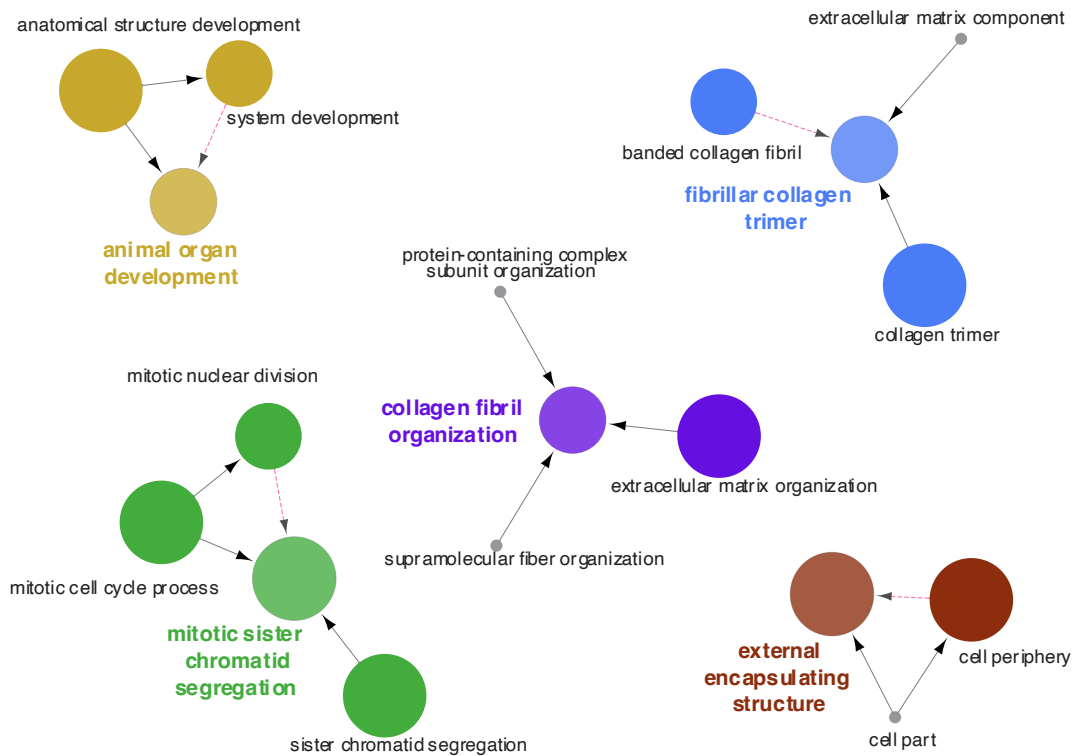 anatomical structure development
system development
animal organ
development
extracellular matrix component
banded collagen fibril
fibrillar collagen
trimer
collagen trimer
protein-containing complex
subunit organization
collagen fibril
organization
extracellular matrix organization
supramolecular fiber organization
mitotic nuclear division
mitotic cell cycle process
mitotic sister
chromatid
segregation
sister chromatid segregation
external
encapsulating
structure
cell periphery
cell part